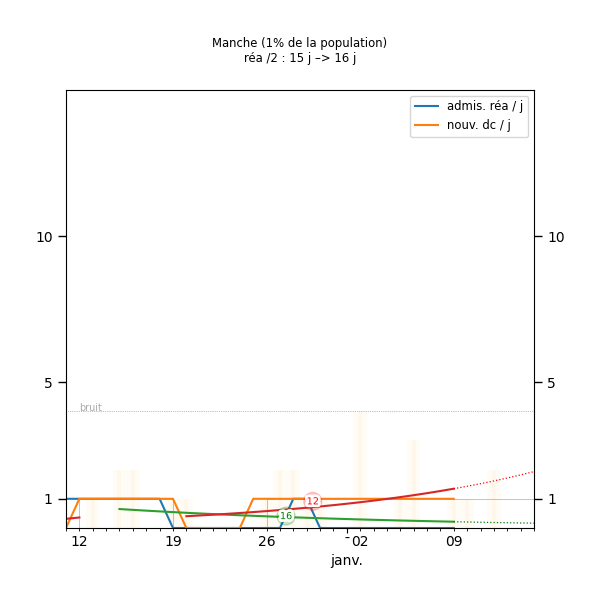 Manche (1% de la population)
réa /2 : 15 j –> 16 j
admis. réa / j
nouv. dc / j
10
10
5
5
bruit
1
1
12
16
12
19
26
02
09
janv.